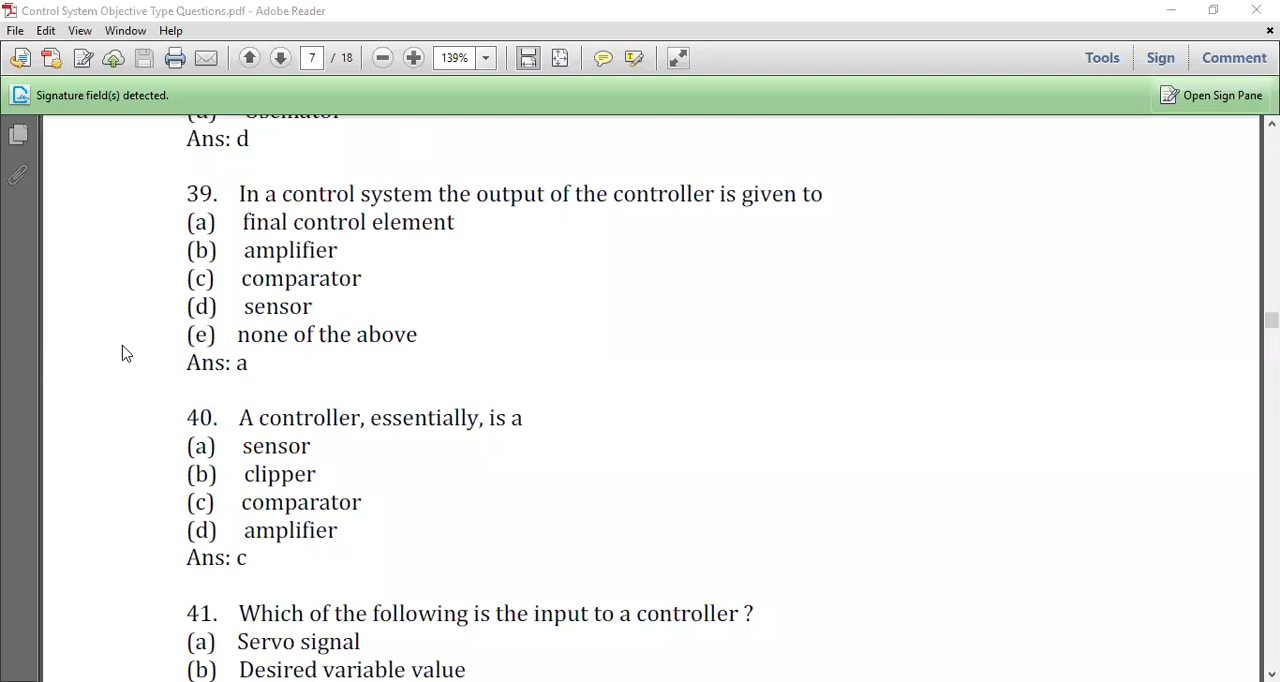 Control System Objective Type Questions.pdf - Adobe Reader
File Edit View Window Help
7 / 18 139% Tools Sign Comment
Signature field(s) detected. Open Sign Pane
(d) Oscillator
Ans: d
39. In a control system the output of the controller is given to
(a) final control element
(b) amplifier
(c) comparator
(d) sensor
(e) none of the above
Ans: a
40. A controller, essentially, is a
(a) sensor
(b) clipper
(c) comparator
(d) amplifier
Ans: c
41. Which of the following is the input to a controller ?
(a) Servo signal
(b) Desired variable value